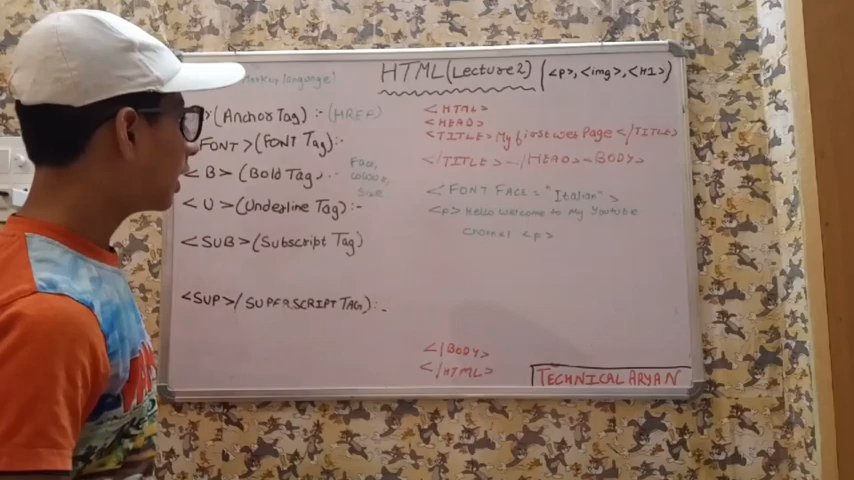 HTML(Lecture 2) (<p>,<img>,<H1>)
Markup language!
>(Anchor Tag) :- (HREF)
FONT >(FONT Tag):-
<B> (Bold Tag) :-
Face,
colour,
Size
<U>(Underline Tag):-
<SUB>(Subscript Tag)
<SUP>(SUPERSCRIPT TAG):-
<HTML>
<HEAD>
<TITLE>My first Web Page </TITLE>
</TITLE> </HEAD><BODY>
<FONT FACE= "Italian">
<p> Hello welcome to My Youtube
Channel <p>
</BODY>
</HTML>
TECHNICAL ARYAN